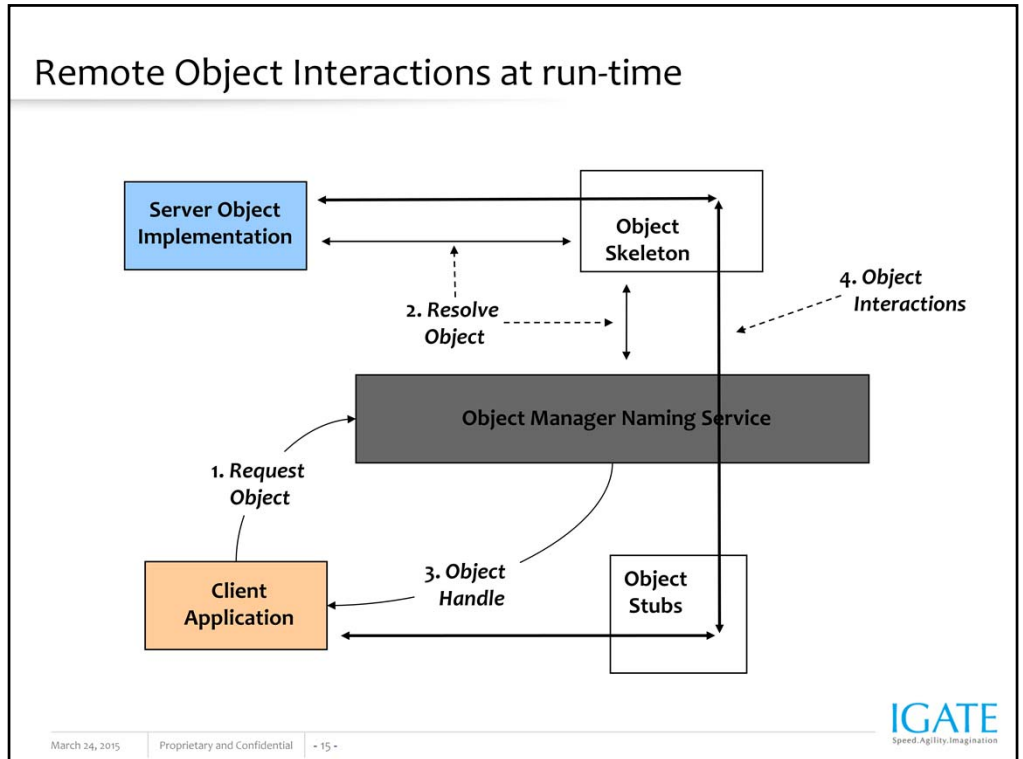 Remote Object Interactions at run-time
Server Object
Implementation
Object
Skeleton
2. Resolve
Object
4. Object
Interactions
Object Manager Naming Service
1. Request
Object
3. Object
Handle
Client
Application
Object
Stubs
March 24, 2015
Proprietary and Confidential
- 15 -
IGATE
Speed.Agility.Imagination